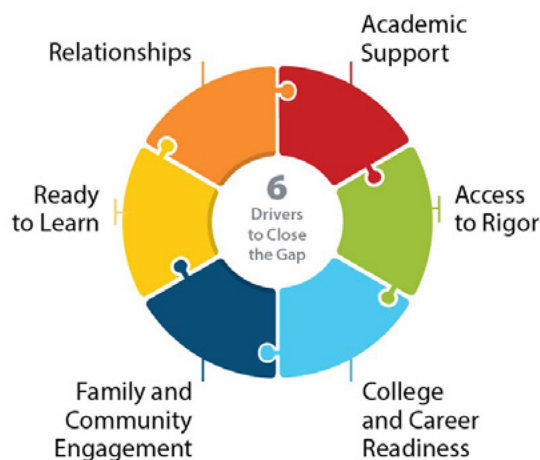 Relationships
Academic
Support
Ready
to Learn
6
Drivers
to Close
the Gap
Access
to Rigor
Family and
Community
Engagement
College
and Career
Readiness